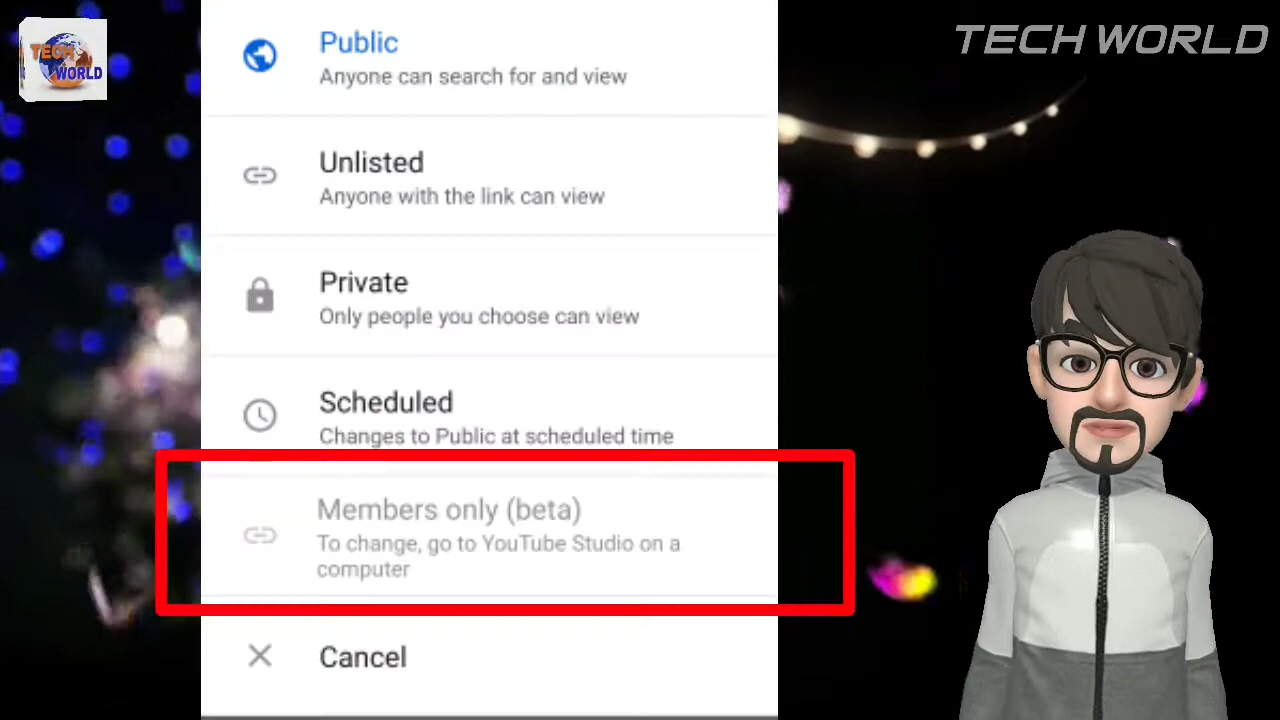 TECH
WORLD
TECH WORLD
Public
Anyone can search for and view
Unlisted
Anyone with the link can view
Private
Only people you choose can view
Scheduled
Changes to Public at scheduled time
Members only (beta)
To change, go to YouTube Studio on a
computer
Cancel